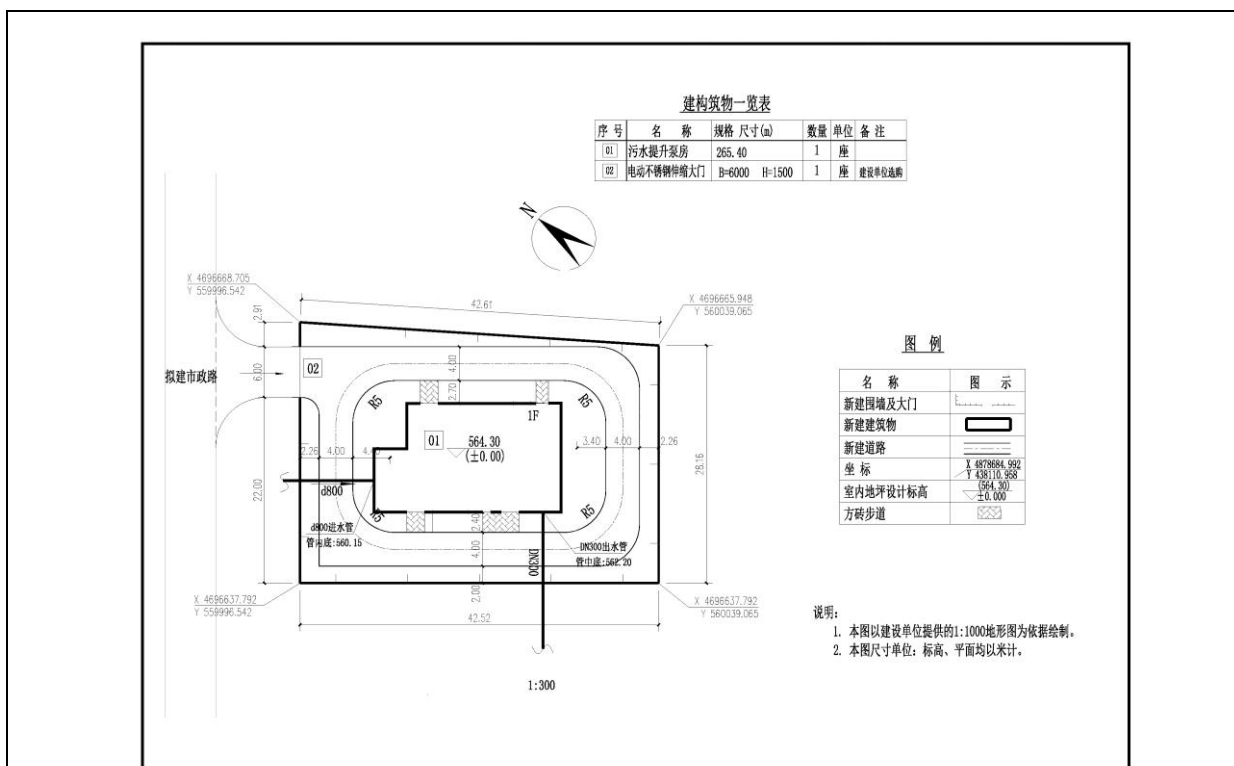 建构筑物一览表
序 号 名 称 规格 尺寸(m) 数量 单位 备 注
01 污水提升泵房 265.40 1 座
02 电动不锈钢伸缩大门 B=6000 H=1500 1 座 建设单位选购
N
X 4696668.705
Y 559996.542
42.61
X 4696665.948
Y 560039.065
2.91
6.00
拟建市政路
02
4.00
2.70
R5
R5
1F
01
564.30
(±0.00)
3.40 4.00 2.26
2.26 4.00
28.16
22.00
d800
R5
R5
2.40
d800进水管
管内底:560.15
4.00
DN300
DN300出水管
管中底:562.20
2.00
X 4696637.792
Y 559996.542
X 4696637.792
Y 560039.065
42.52
1:300
图 例
名 称 图 示
新建围墙及大门
新建建筑物
新建道路
坐 标 X 4878684.992
Y 438110.958
室内地坪设计标高 (564.30)
±0.000
方砖步道
说明:
1. 本图以建设单位提供的1:1000地形图为依据绘制。
2. 本图尺寸单位: 标高、平面均以米计。